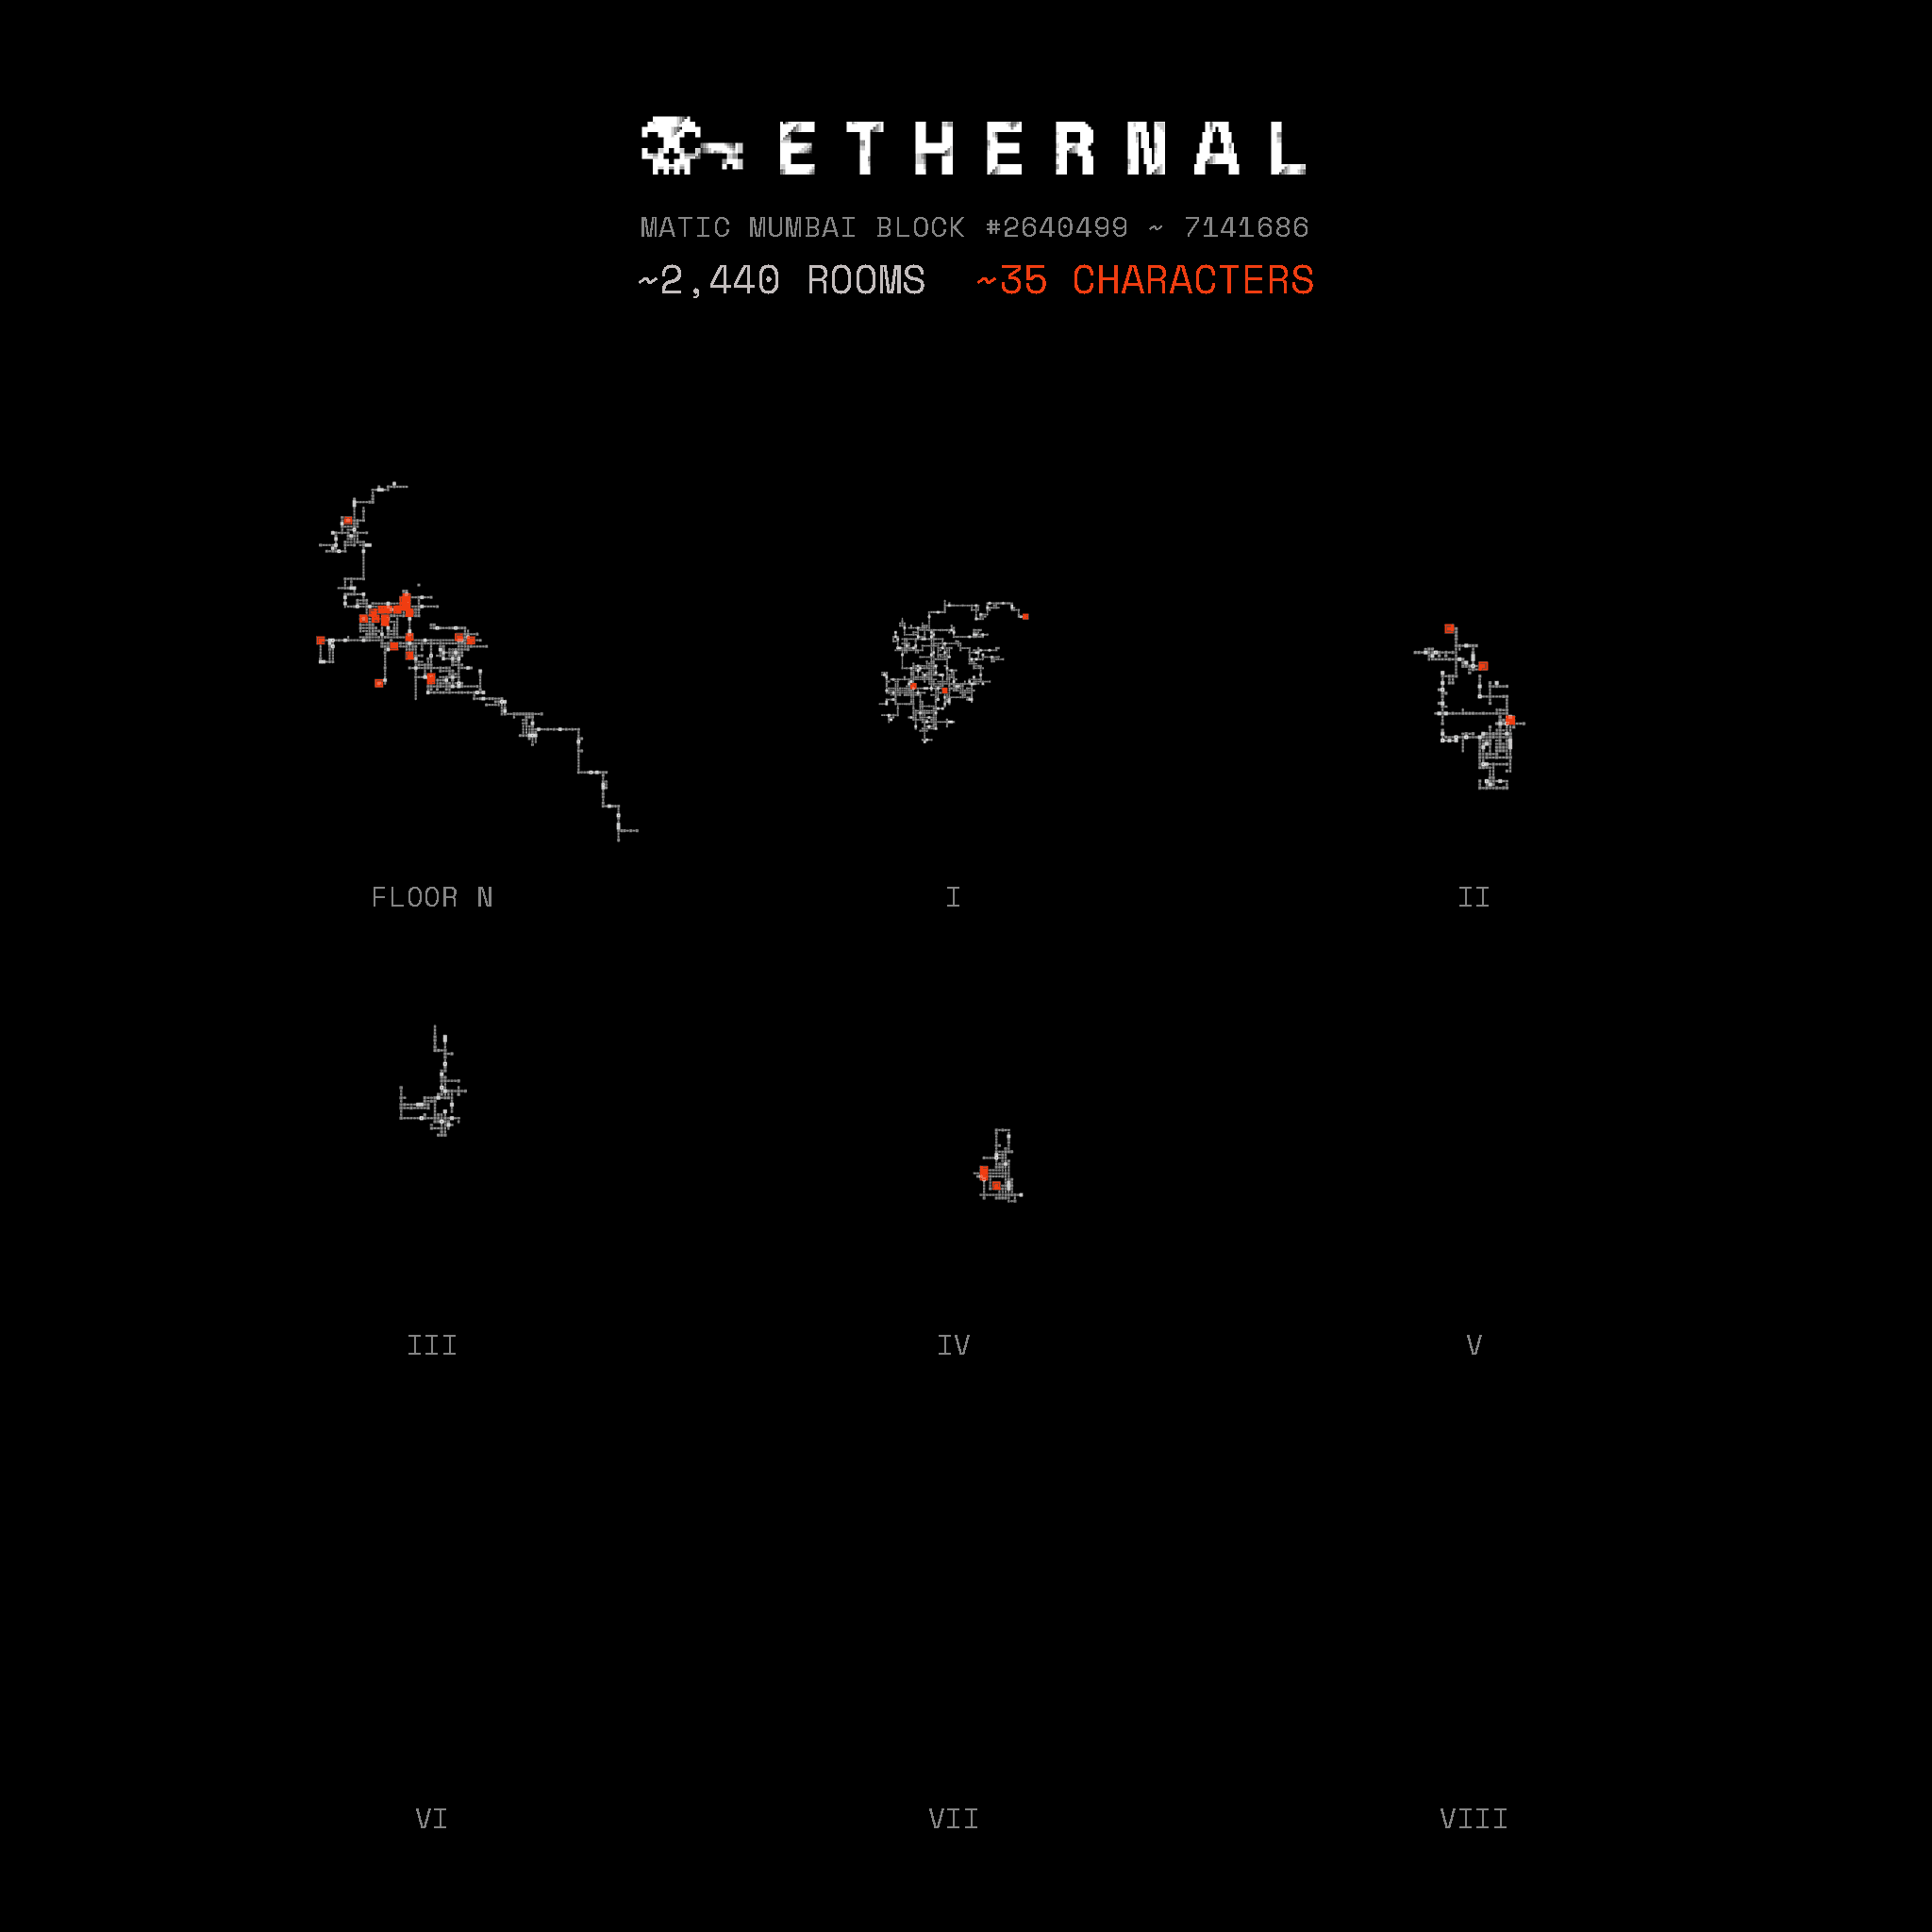 ETHERNAL
MATIC MUMBAI BLOCK #2640499 ~ 7141686
~2,440 ROOMS ~35 CHARACTERS
FLOOR N
I
II
III
IV
V
VI
VII
VIII